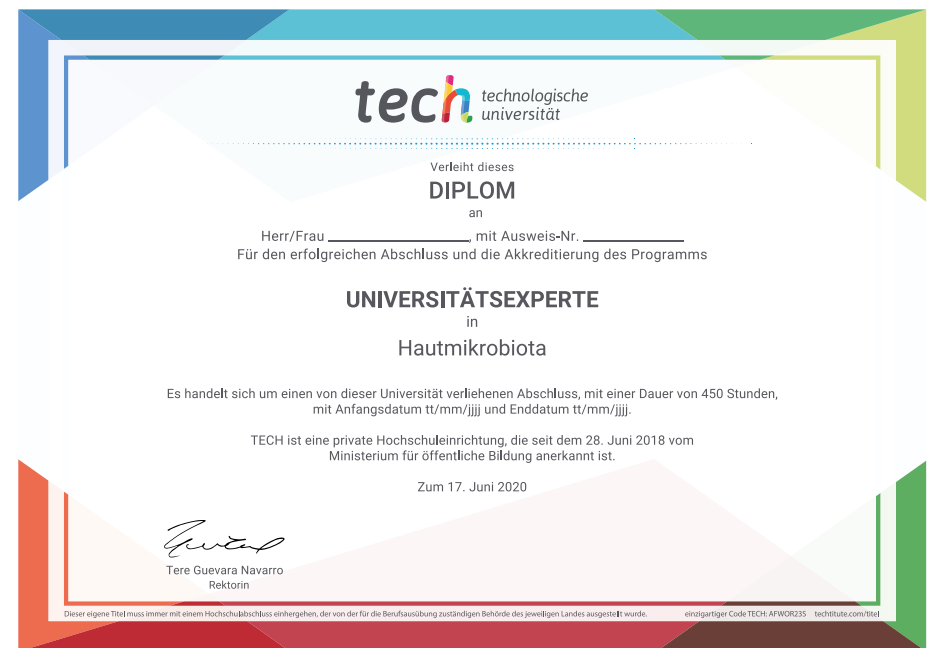 tech technologische
universität
Verleiht dieses
DIPLOM
an
Herr/Frau ____________________, mit Ausweis-Nr. ______________
Für den erfolgreichen Abschluss und die Akkreditierung des Programms
UNIVERSITÄTSEXPERTE
in
Hautmikrobiota
Es handelt sich um einen von dieser Universität verliehenen Abschluss, mit einer Dauer von 450 Stunden,
mit Anfangsdatum tt/mm/jjjj und Enddatum tt/mm/jjjj.
TECH ist eine private Hochschuleinrichtung, die seit dem 28. Juni 2018 vom
Ministerium für öffentliche Bildung anerkannt ist.
Zum 17. Juni 2020
Tere Guevara Navarro
Rektorin
Dieser eigene Titel muss immer mit einem Hochschulabschluss einhergehen, der von der für die Berufsausübung zuständigen Behörde des jeweiligen Landes ausgestellt wurde. einzigartiger Code TECH: AFWOR23S techtitute.com/titel